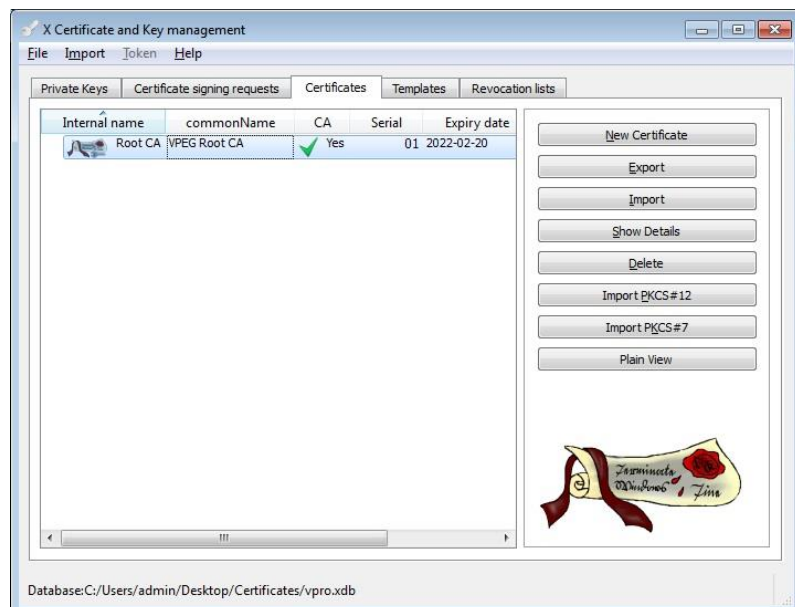 X Certificate and Key management
File Import Token Help
Private Keys Certificate signing requests Certificates Templates Revocation lists
Internal name commonName CA Serial Expiry date
Root CA VPEG Root CA Yes 01 2022-02-20
New Certificate
Export
Import
Show Details
Delete
Import PKCS#12
Import PKCS#7
Plain View
Windows
Database:C:/Users/admin/Desktop/Certificates/vpro.xdb